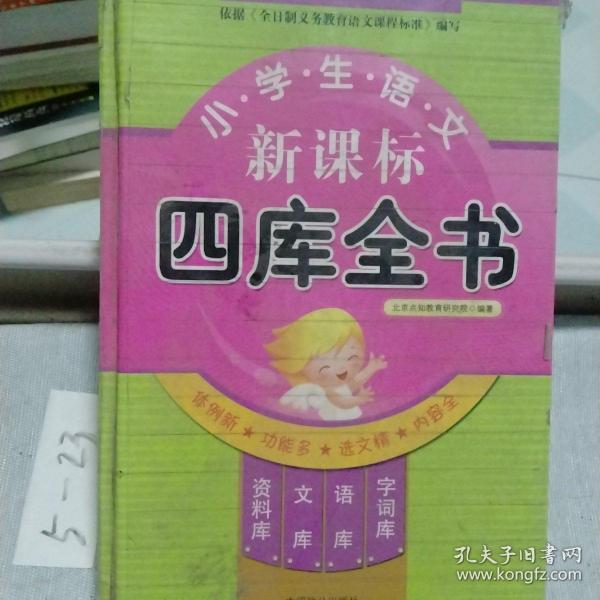 依据《全日制义务教育语文课程标准》编写
小·学·生·语·文
新课标
四库全书
北京点知教育研究院◇编著
体例新★功能多★选文精★内容全
资料库
文库
语库
字词库
5-23
孔夫子旧书网
www.kongfz.com